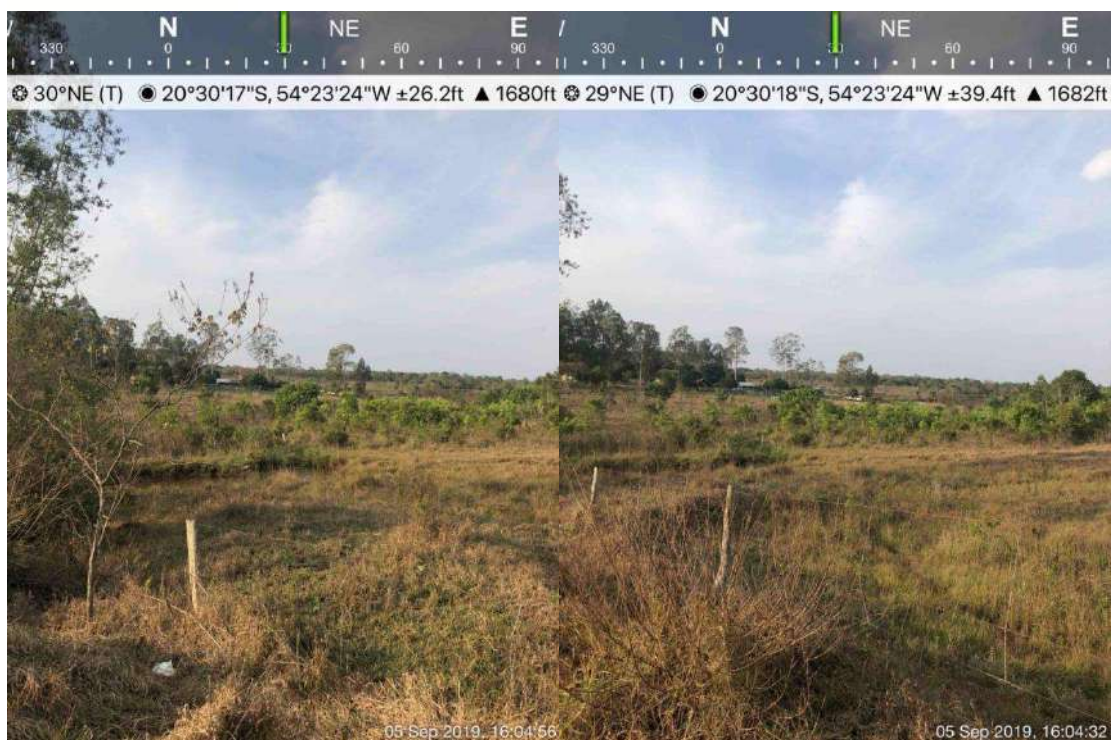 N NE E
330 0 30 60 90
30°NE (T) 20°30'17"S, 54°23'24"W ±26.2ft ▲ 1680ft
05 Sep 2019, 16:04:56
N NE E
330 0 30 60 90
29°NE (T) 20°30'18"S, 54°23'24"W ±39.4ft ▲ 1682ft
05 Sep 2019, 16:04:32